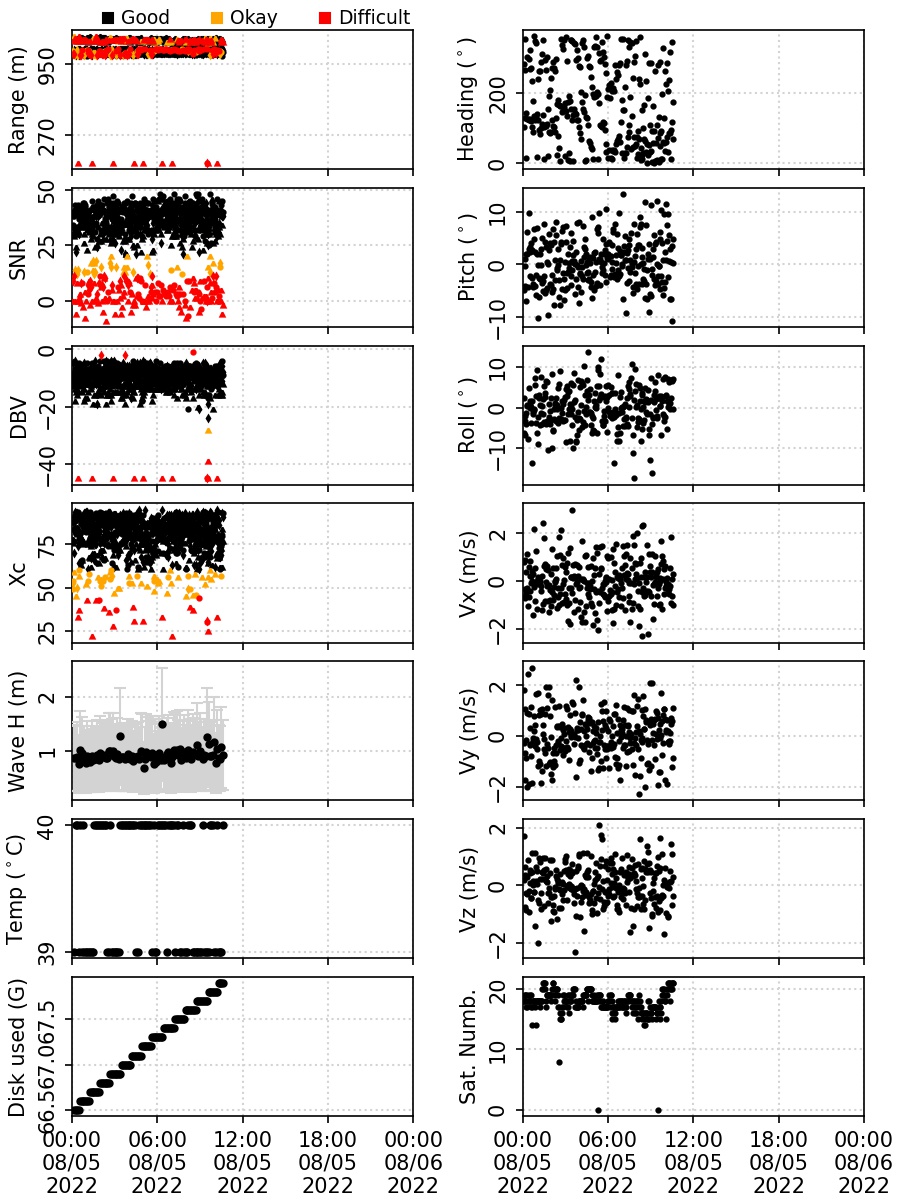 Good Okay Difficult
Range (m)
950
270
Heading (°)
200
0
SNR
50
25
0
Pitch (°)
10
0
−10
DBV
0
−20
−40
Roll (°)
10
0
−10
Xc
75
50
25
Vx (m/s)
2
0
−2
Wave H (m)
2
1
Vy (m/s)
2
0
−2
Temp (°C)
40
39
Vz (m/s)
2
0
−2
Disk used (G)
67.5
67.0
66.5
Sat. Numb.
20
10
0
00:00 06:00 12:00 18:00 00:00
08/05 08/05 08/05 08/05 08/06
2022 2022 2022 2022 2022
00:00 06:00 12:00 18:00 00:00
08/05 08/05 08/05 08/05 08/06
2022 2022 2022 2022 2022